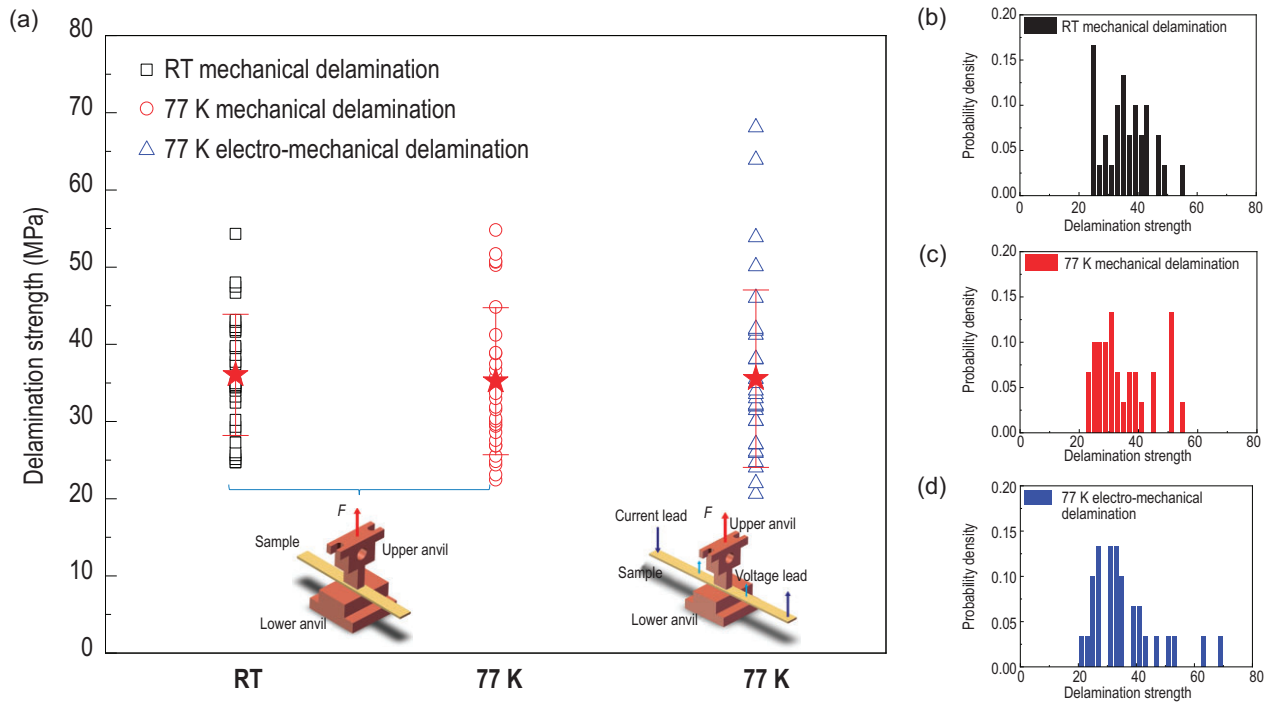 (a)
80
70
60
50
40
30
20
10
0
Delamination strength (MPa)
RT mechanical delamination
77 K mechanical delamination
77 K electro-mechanical delamination
F
Sample
Upper anvil
Lower anvil
Current lead
F
Upper anvil
Sample
Voltage lead
Lower anvil
RT
77 K
77 K
(b)
0.20
0.15
0.10
0.05
0.00
Probability density
RT mechanical delamination
0
20
40
60
80
Delamination strength
(c)
0.20
0.15
0.10
0.05
0.00
Probability density
77 K mechanical delamination
0
20
40
60
80
Delamination strength
(d)
0.20
0.15
0.10
0.05
0.00
Probability density
77 K electro-mechanical
delamination
0
20
40
60
80
Delamination strength